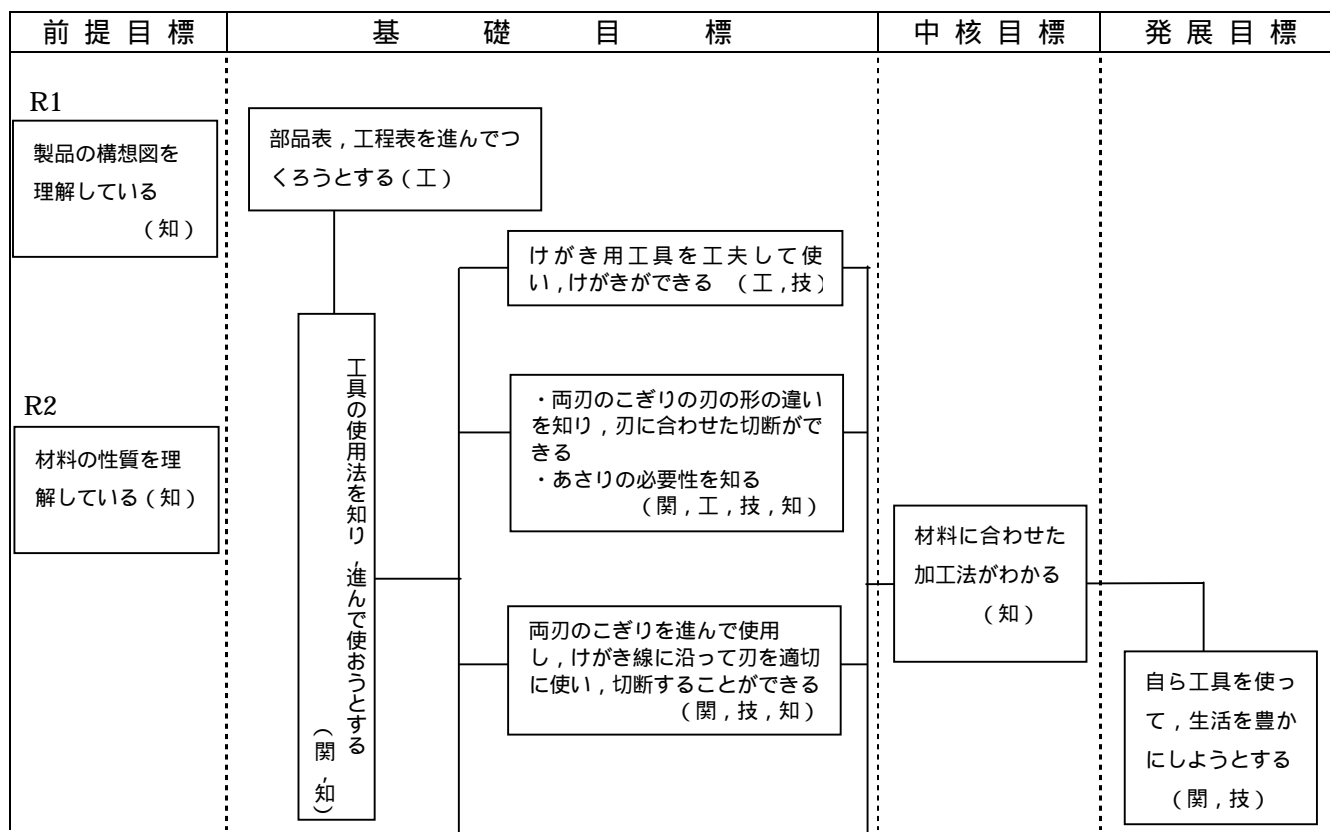 前提目標
基礎目標
中核目標
発展目標
R1
製品の構想図を
理解している
(知)
R2
材料の性質を理
解している(知)
部品表,工程表を進んでつ
くろうとする(工)
工具の使用法を知り,進んで使おうとする
(関,知)
けがき用工具を工夫して使
い,けがきができる (工,技)
・両刃のこぎりの刃の形の違い
を知り,刃に合わせた切断がで
きる
・あさりの必要性を知る
(関,工,技,知)
両刃のこぎりを進んで使用
し,けがき線に沿って刃を適切
に使い,切断することができる
(関,技,知)
材料に合わせた
加工法がわかる
(知)
自ら工具を使っ
て,生活を豊か
にしようとする
(関,技)